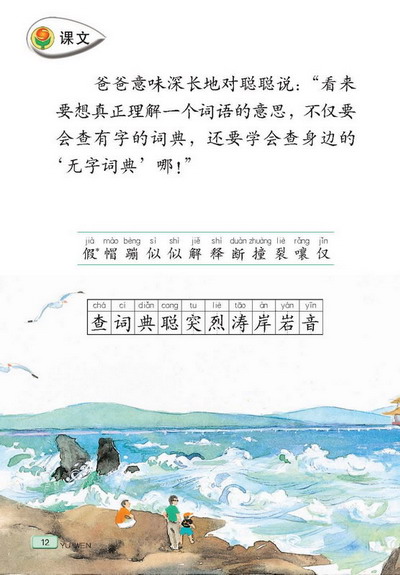 课文
爸爸意味深长地对聪聪说：“看来
要想真正理解一个词语的意思，不仅要
会查有字的词典，还要学会查身边的
‘无字词典’哪！”
jià mào bèng sì shì jiě shì duàn zhuàng liè rǎng jǐn
假* 帽 蹦 似 似 解 释 断 撞 裂 嚷 仅
chá cí diǎn cong tu liè tāo àn yán yīn
查 词 典 聪 突 烈 涛 岸 岩 音
12 YU WEN